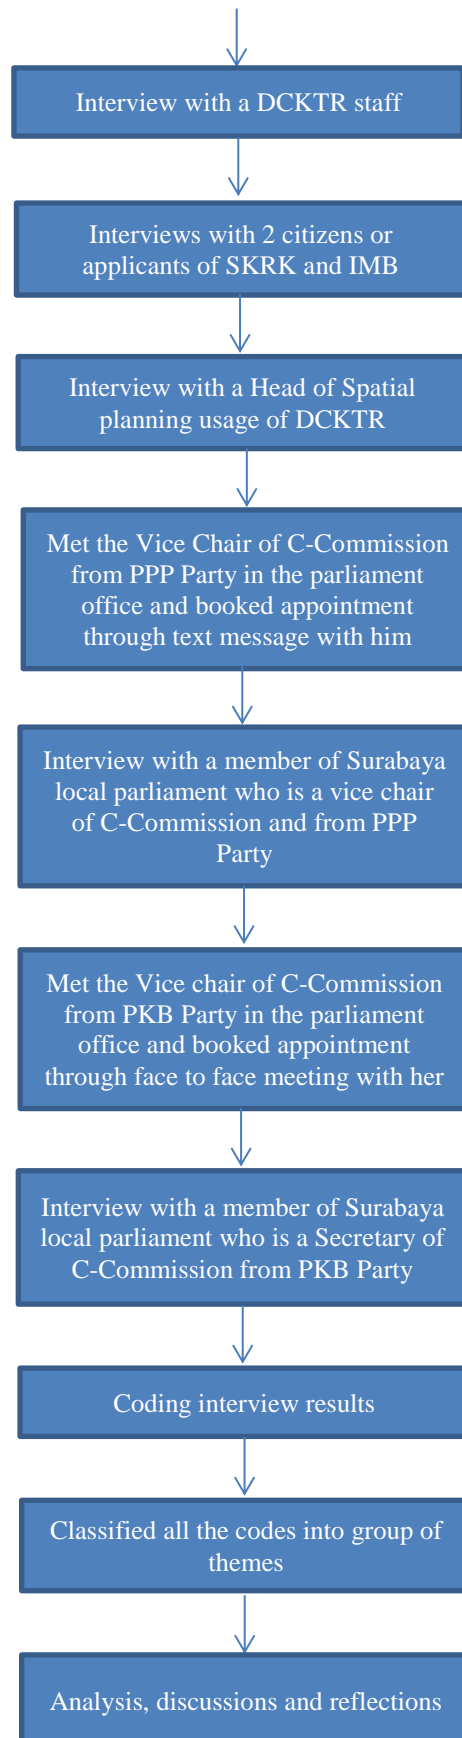 Interview with a DCKTR staff
Interviews with 2 citizens or
applicants of SKRK and IMB
Interview with a Head of Spatial
planning usage of DCKTR
Met the Vice Chair of C-Commission
from PPP Party in the parliament
office and booked appointment
through text message with him
Interview with a member of Surabaya
local parliament who is a vice chair
of C-Commission and from PPP
Party
Met the Vice chair of C-Commission
from PKB Party in the parliament
office and booked appointment
through face to face meeting with her
Interview with a member of Surabaya
local parliament who is a Secretary of
C-Commission from PKB Party
Coding interview results
Classified all the codes into group of
themes
Analysis, discussions and reflections